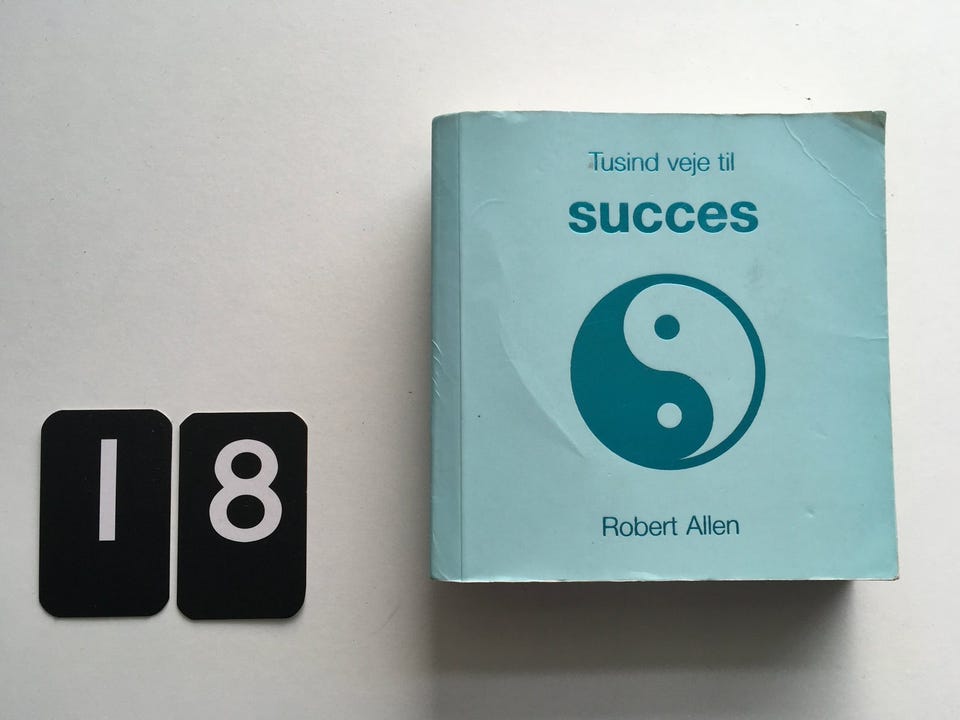 Tusind veje til
succes
Robert Allen
18